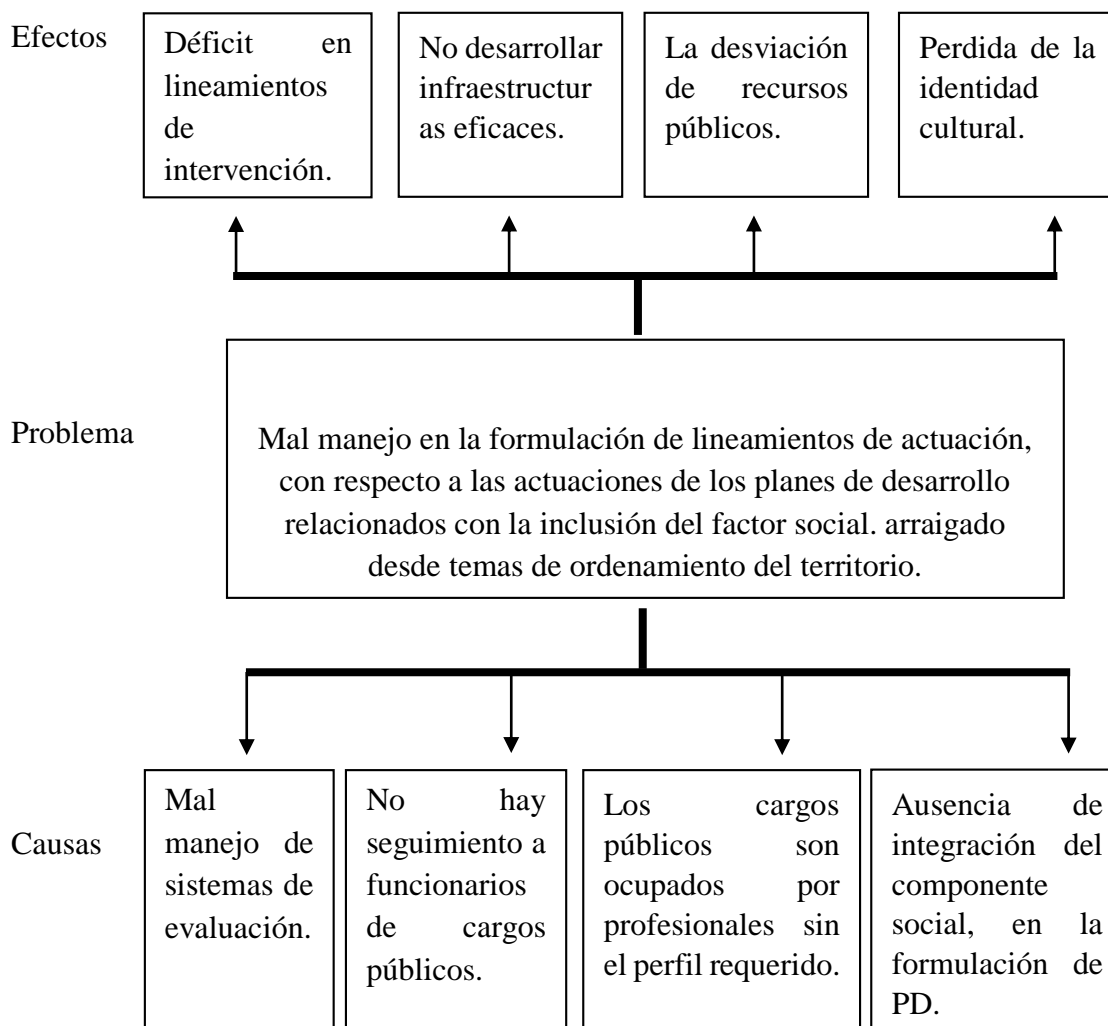 Efectos
Déficit en
lineamientos
de
intervención.
No desarrollar
infraestructur
as eficaces.
La desviación
de recursos
públicos.
Perdida de la
identidad
cultural.
Problema
Mal manejo en la formulación de lineamientos de actuación,
con respecto a las actuaciones de los planes de desarrollo
relacionados con la inclusión del factor social. arraigado
desde temas de ordenamiento del territorio.
Causas
Mal
manejo de
sistemas de
evaluación.
No hay
seguimiento a
funcionarios
de cargos
públicos.
Los cargos
públicos son
ocupados por
profesionales sin
el perfil requerido.
Ausencia de
integración del
componente
social, en la
formulación de
PD.